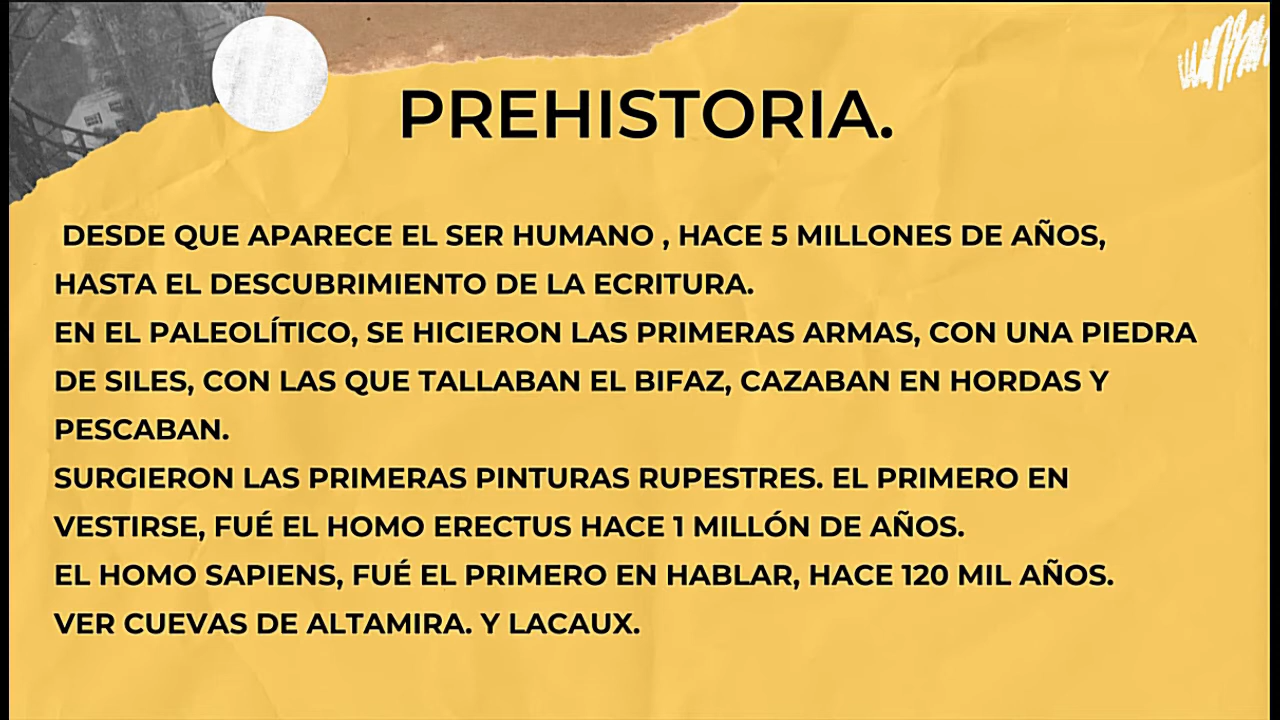 PREHISTORIA.
DESDE QUE APARECE EL SER HUMANO , HACE 5 MILLONES DE AÑOS,
HASTA EL DESCUBRIMIENTO DE LA ECRITURA.
EN EL PALEOLÍTICO, SE HICIERON LAS PRIMERAS ARMAS, CON UNA PIEDRA
DE SILES, CON LAS QUE TALLABAN EL BIFAZ, CAZABAN EN HORDAS Y
PESCABAN.
SURGIERON LAS PRIMERAS PINTURAS RUPESTRES. EL PRIMERO EN
VESTIRSE, FUÉ EL HOMO ERECTUS HACE 1 MILLÓN DE AÑOS.
EL HOMO SAPIENS, FUÉ EL PRIMERO EN HABLAR, HACE 120 MIL AÑOS.
VER CUEVAS DE ALTAMIRA. Y LACAUX.